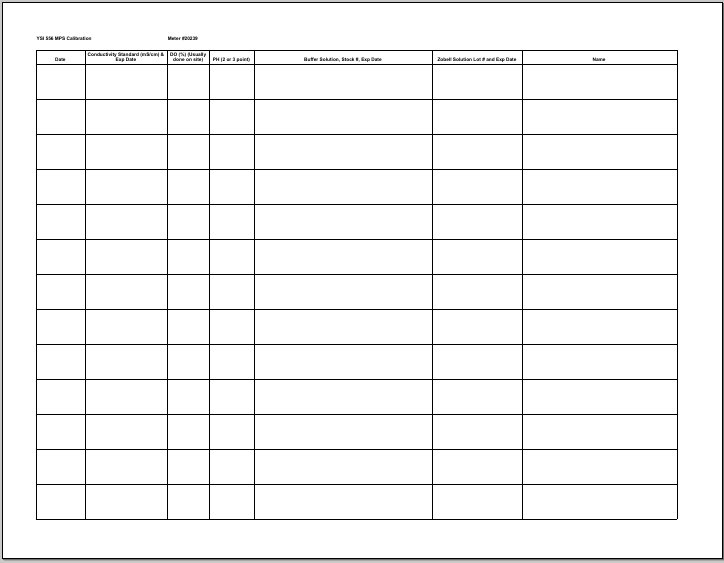 YSI 556 MPS Calibration Meter #20239
Date
Conductivity Standard (mS/cm) &
Exp Date
DO (%) (Usually
done on site)
PH (2 or 3 point)
Buffer Solution, Stock #, Exp Date
Zobell Solution Lot # and Exp Date
Name